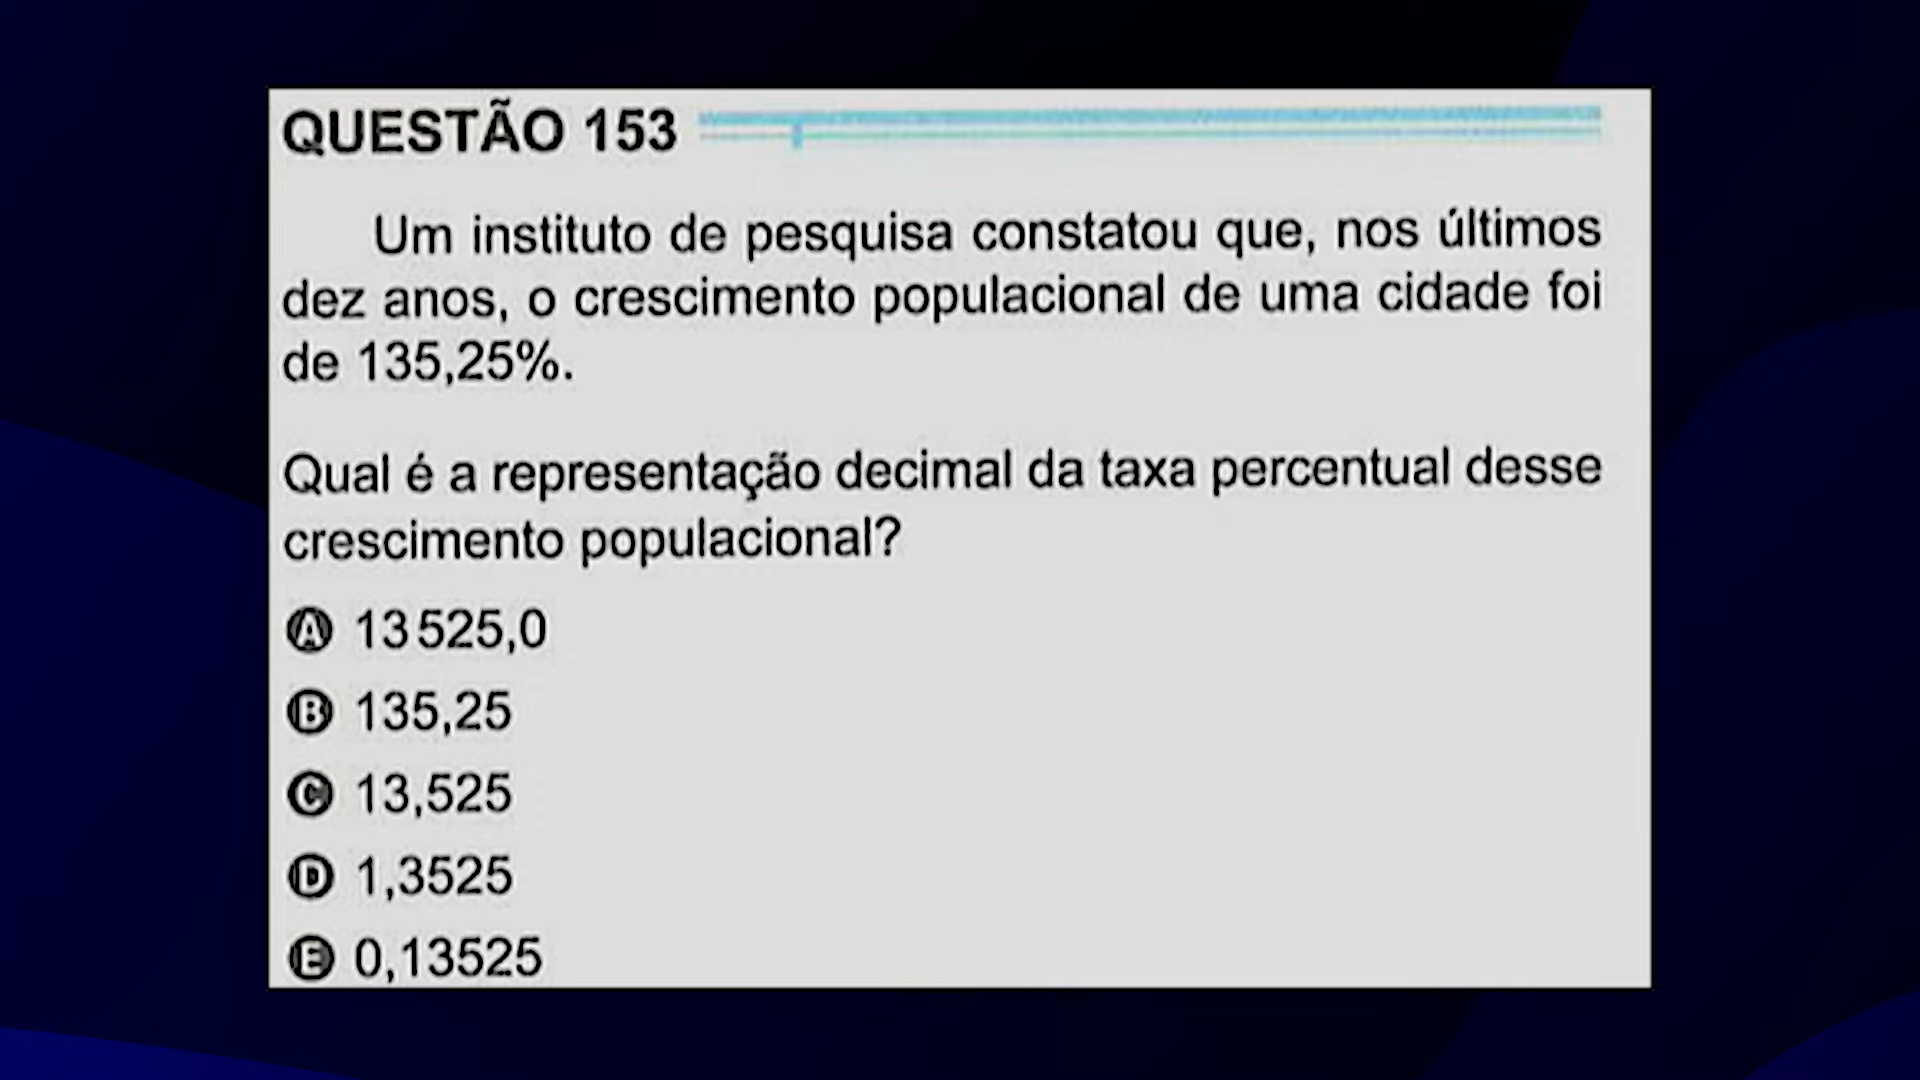 QUESTÃO 153
Um instituto de pesquisa constatou que, nos últimos
dez anos, o crescimento populacional de uma cidade foi
de 135,25%.
Qual é a representação decimal da taxa percentual desse
crescimento populacional?
A 13 525,0
B 135,25
C 13,525
D 1,3525
E 0,13525